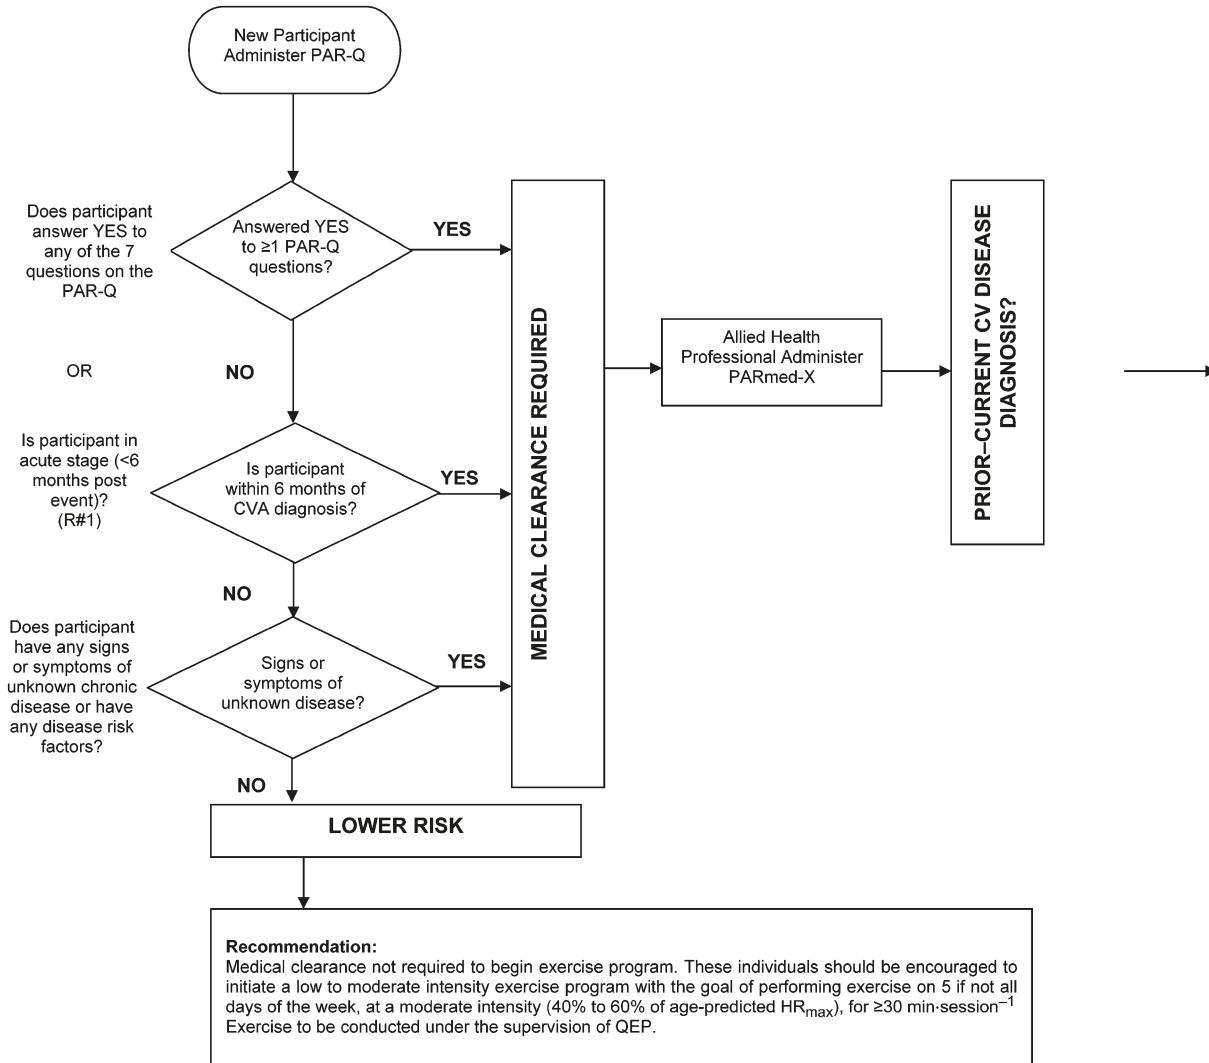 New Participant
Administer PAR-Q
Does participant
answer YES to
any of the 7
questions on the
PAR-Q
Answered YES
to ≥1 PAR-Q
questions?
YES
OR
NO
Is participant in
acute stage (<6
months post
event)?
(R#1)
Is participant
within 6 months of
CVA diagnosis?
YES
NO
Does participant
have any signs
or symptoms of
unknown chronic
disease or have
any disease risk
factors?
Signs or
symptoms of
unknown disease?
YES
NO
MEDICAL CLEARANCE REQUIRED
Allied Health
Professional Administer
PARmed-X
PRIOR–CURRENT CV DISEASE
DIAGNOSIS?
LOWER RISK
Recommendation:
Medical clearance not required to begin exercise program. These individuals should be encouraged to
initiate a low to moderate intensity exercise program with the goal of performing exercise on 5 if not all
days of the week, at a moderate intensity (40% to 60% of age-predicted HRmax), for ≥30 min·session⁻¹
Exercise to be conducted under the supervision of QEP.